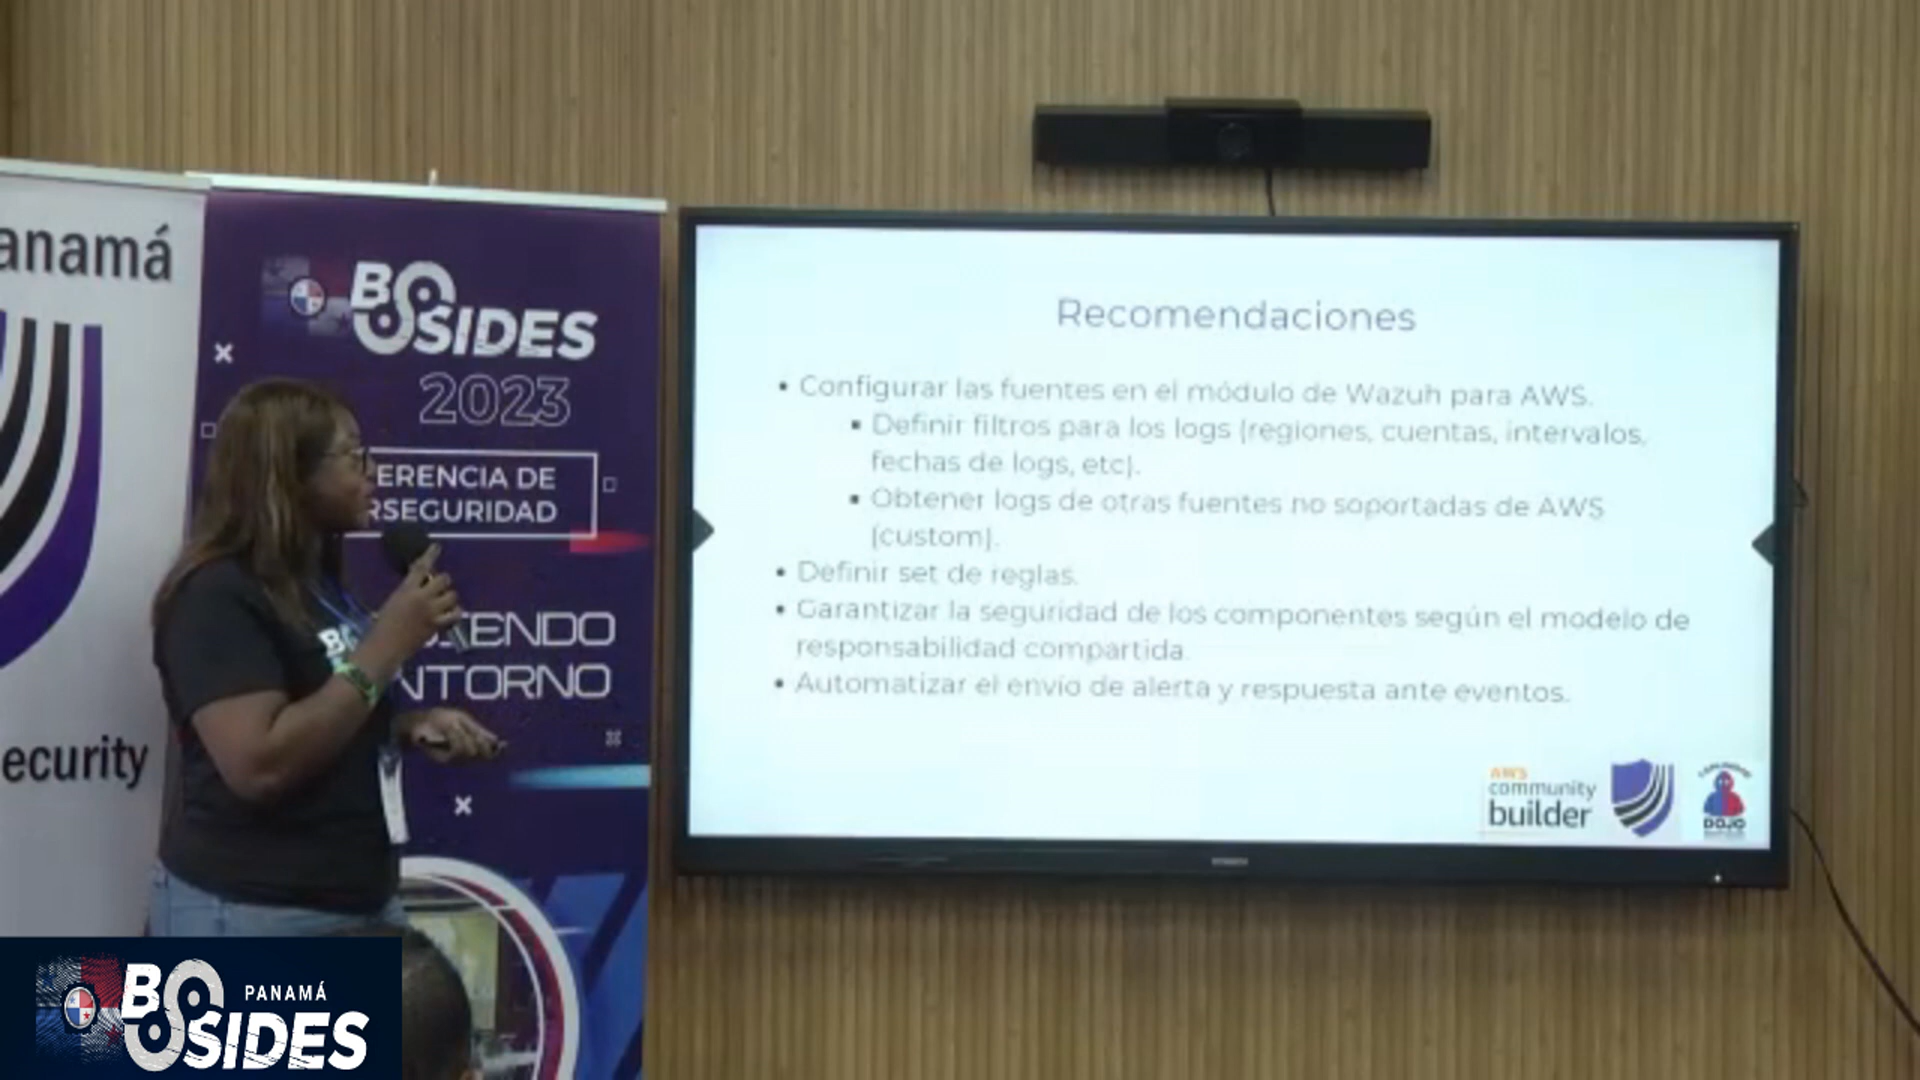 anamá
ecurity
BSIDES
2023
ERENCIA DE
RSEGURIDAD
IENDO
NTORNO
Recomendaciones
• Configurar las fuentes en el módulo de Wazuh para AWS.
▪ Definir filtros para los logs (regiones, cuentas, intervalos,
fechas de logs, etc).
▪ Obtener logs de otras fuentes no soportadas de AWS
(custom).
• Definir set de reglas.
• Garantizar la seguridad de los componentes según el modelo de
responsabilidad compartida.
• Automatizar el envío de alerta y respuesta ante eventos.
AWS
community
builder
DOJO
BSIDES
PANAMÁ